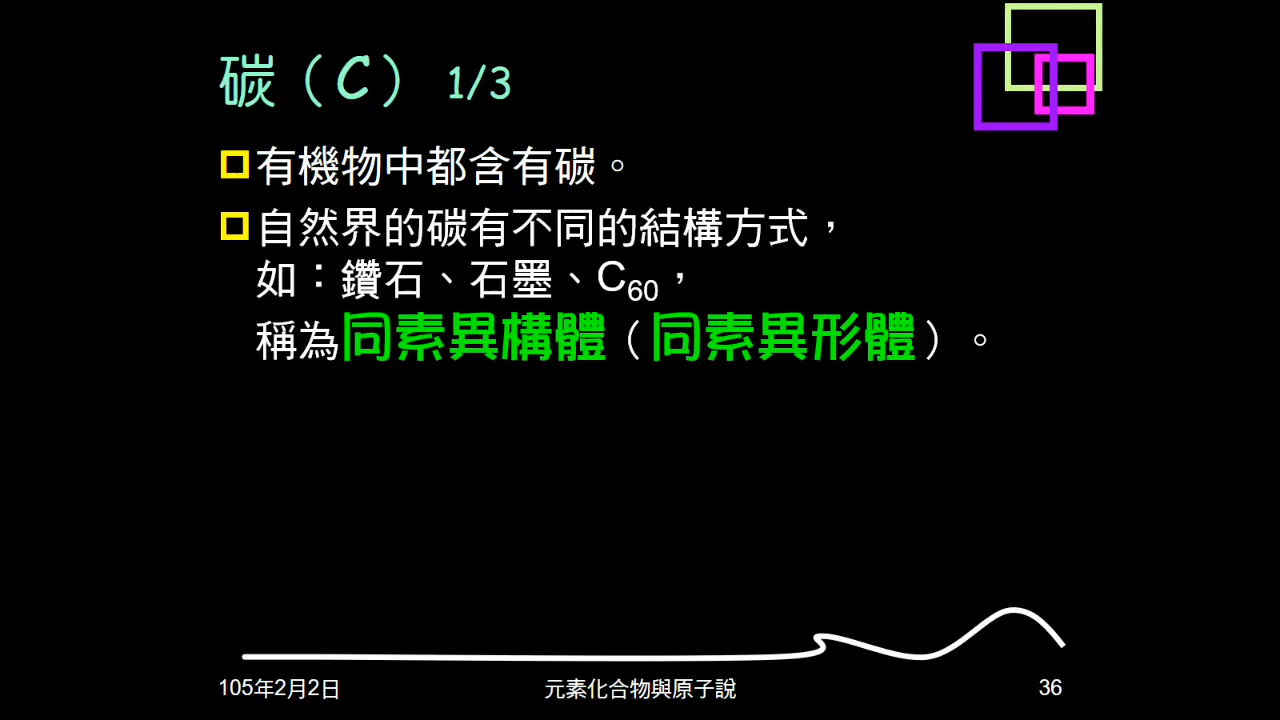 碳（C） 1/3
有機物中都含有碳。
自然界的碳有不同的結構方式，
如：鑽石、石墨、C60，
稱為同素異構體（同素異形體）。
105年2月2日
元素化合物與原子說
36